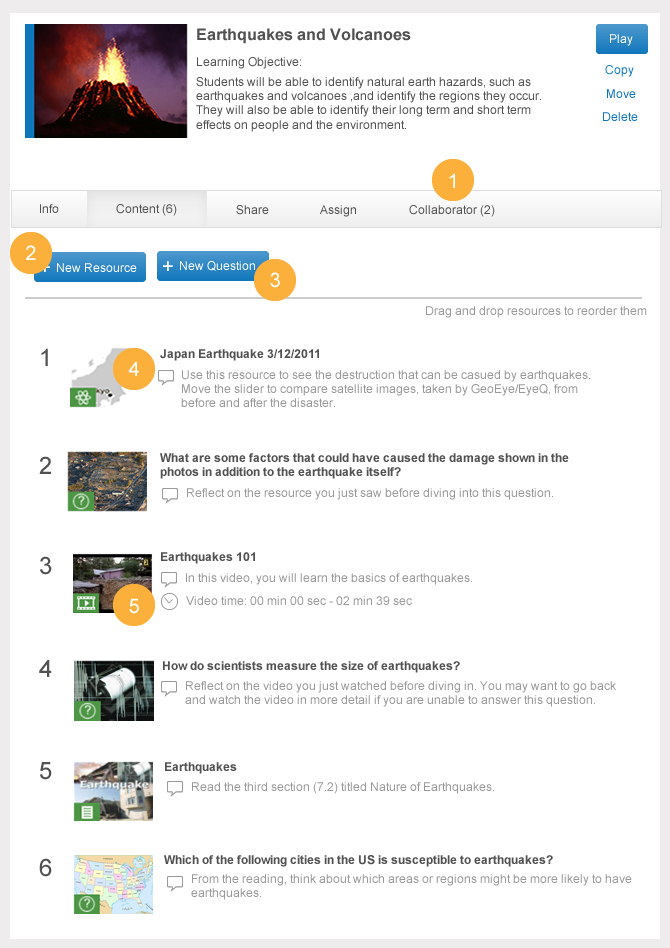 Earthquakes and Volcanoes
Play
Learning Objective:
Copy
Students will be able to identify natural earth hazards, such as
earthquakes and volcanoes ,and identify the regions they occur.
Move
They will also be able to identify their long term and short term
effects on people and the environment.
Delete
1
Info
Content (6)
Share
Assign
Collaborator (2)
2
+ New Resource
+ New Question
3
Drag and drop resources to reorder them
1
4
Japan Earthquake 3/12/2011
Use this resource to see the destruction that can be casued by earthquakes.
Move the slider to compare satellite images, taken by GeoEye/EyeQ, from
before and after the disaster.
2
What are some factors that could have caused the damage shown in the
photos in addition to the earthquake itself?
?
Reflect on the resource you just saw before diving into this question.
3
Earthquakes 101
In this video, you will learn the basics of earthquakes.
5
Video time: 00 min 00 sec - 02 min 39 sec
4
How do scientists measure the size of earthquakes?
?
Reflect on the video you just watched before diving in. You may want to go back
and watch the video in more detail if you are unable to answer this question.
5
Earthquake
Earthquakes
Read the third section (7.2) titled Nature of Earthquakes.
6
Which of the following cities in the US is susceptible to earthquakes?
?
From the reading, think about which areas or regions might be more likely to have
earthquakes.